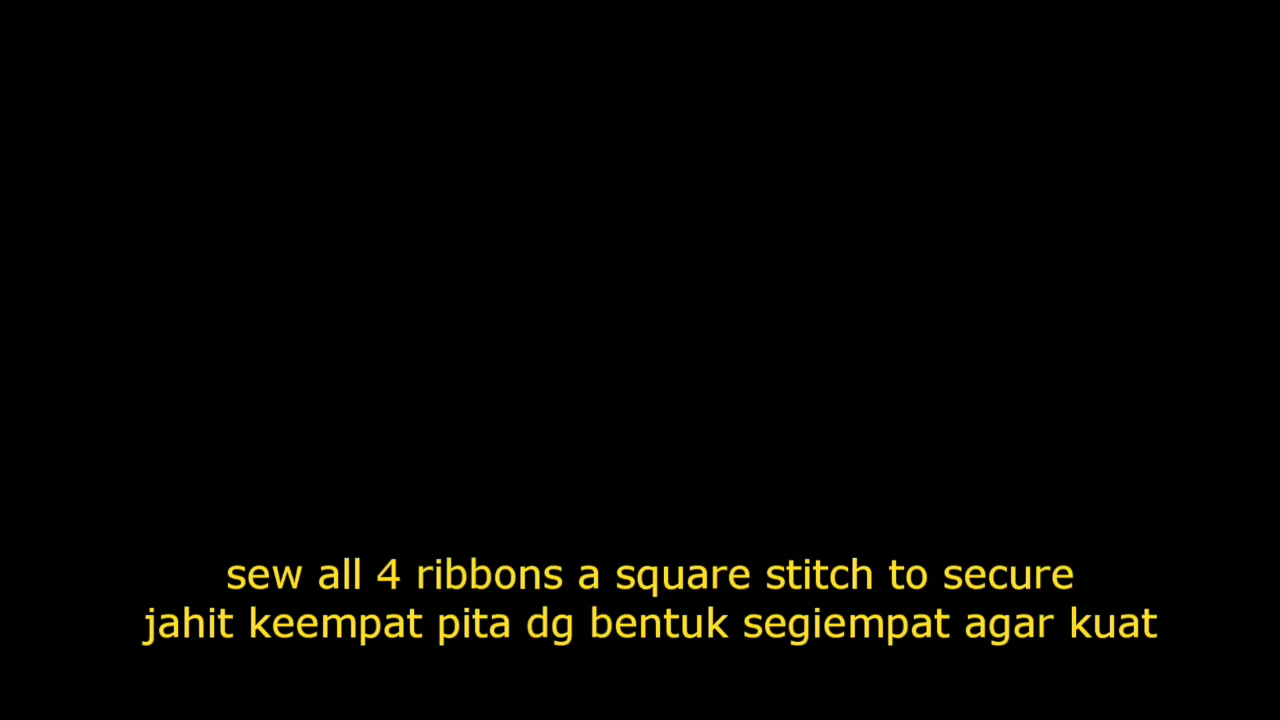 sew all 4 ribbons a square stitch to secure
jahit keempat pita dg bentuk segiempat agar kuat